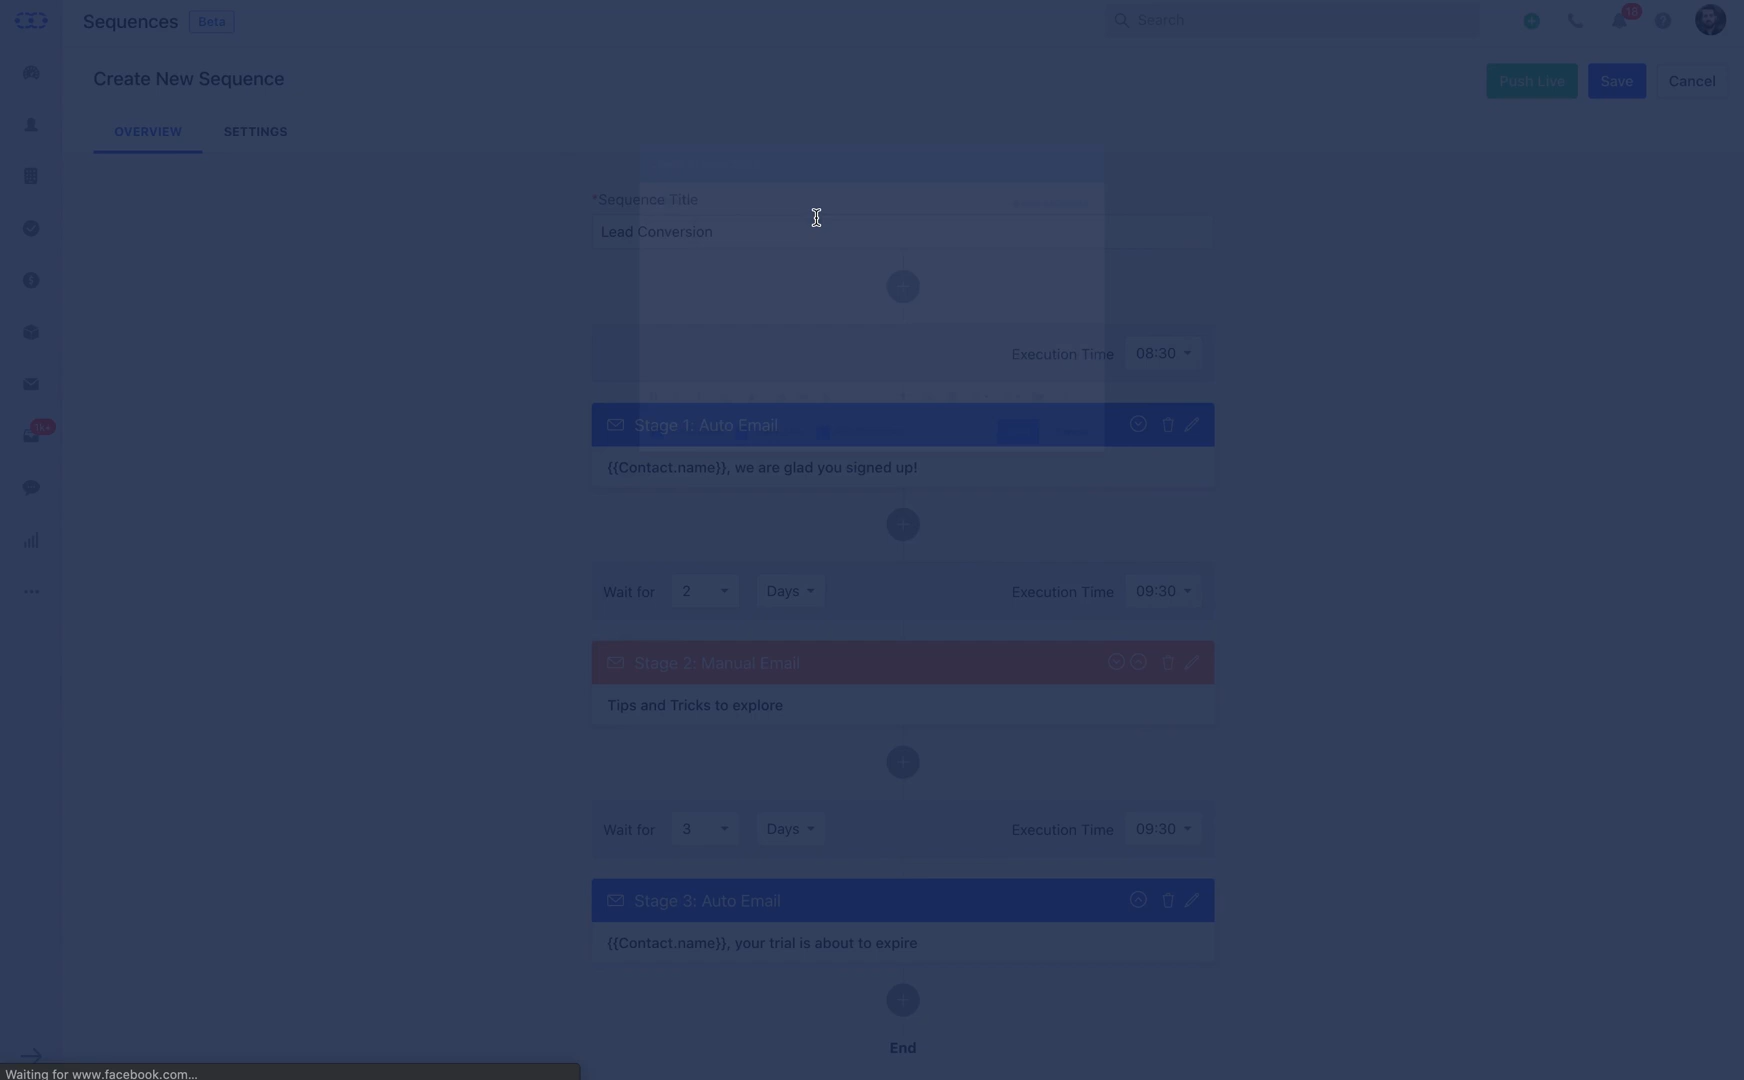 Sequences
Beta
Search
16
Create New Sequence
Push Live
Save
Cancel
OVERVIEW
SETTINGS
*Sequence Title
Lead Conversion
Execution Time
08:30
Stage 1: Auto Email
{{Contact.name}}, we are glad you signed up!
1k+
Wait for
2
Days
Execution Time
09:30
Stage 2: Manual Email
Tips and Tricks to explore
Wait for
3
Days
Execution Time
09:30
Stage 3: Auto Email
{{Contact.name}}, your trial is about to expire
End
Waiting for www.facebook.com...